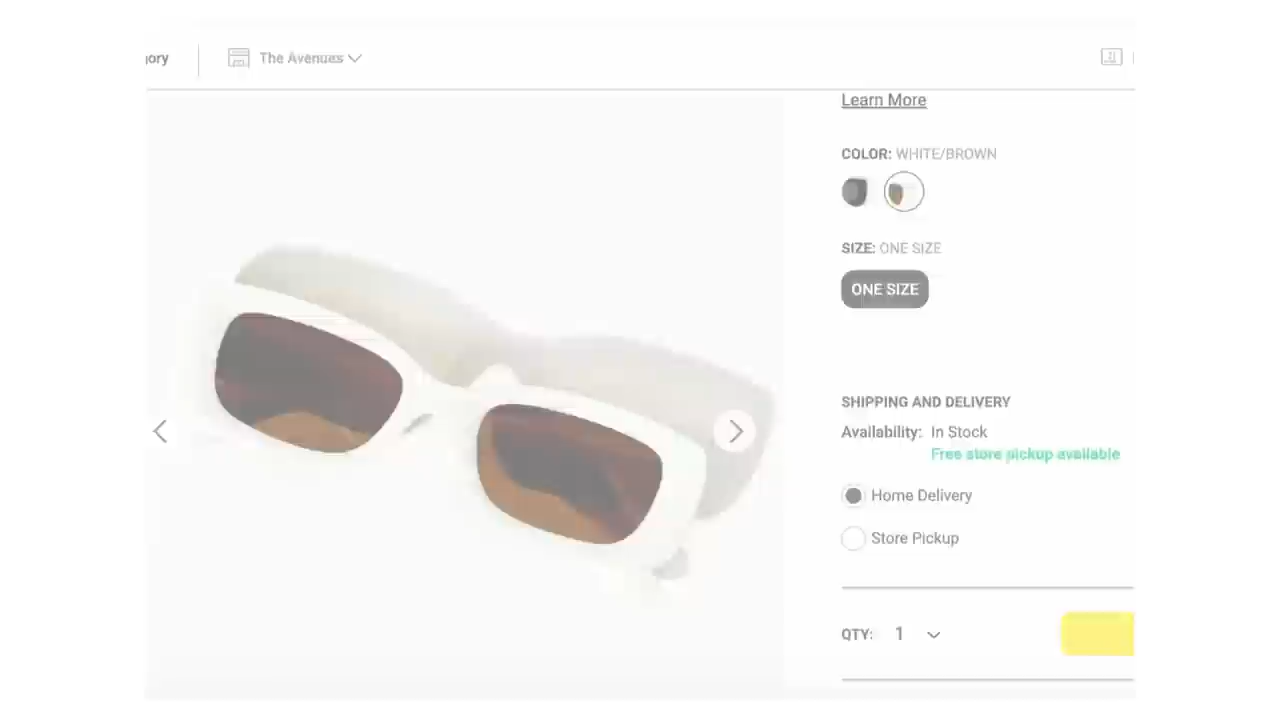 The Avenues
Learn More
COLOR: WHITE/BROWN
SIZE: ONE SIZE
ONE SIZE
SHIPPING AND DELIVERY
Availability: In Stock
Free store pickup available
Home Delivery
Store Pickup
QTY: 1